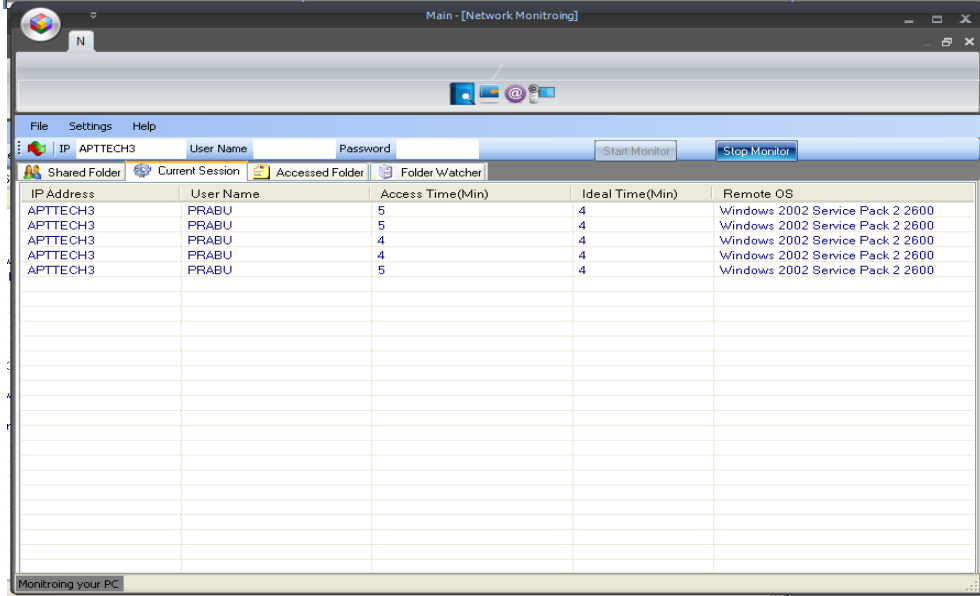 Main - [Network Monitroing]
N
File Settings Help
IP APTTECH3 User Name Password Start Monitor Stop Monitor
Shared Folder Current Session Accessed Folder Folder Watcher
IP Address User Name Access Time(Min) Ideal Time(Min) Remote OS
APTTECH3 PRABU 5 4 Windows 2002 Service Pack 2 2600
APTTECH3 PRABU 5 4 Windows 2002 Service Pack 2 2600
APTTECH3 PRABU 4 4 Windows 2002 Service Pack 2 2600
APTTECH3 PRABU 4 4 Windows 2002 Service Pack 2 2600
APTTECH3 PRABU 5 4 Windows 2002 Service Pack 2 2600
Monitroing your PC